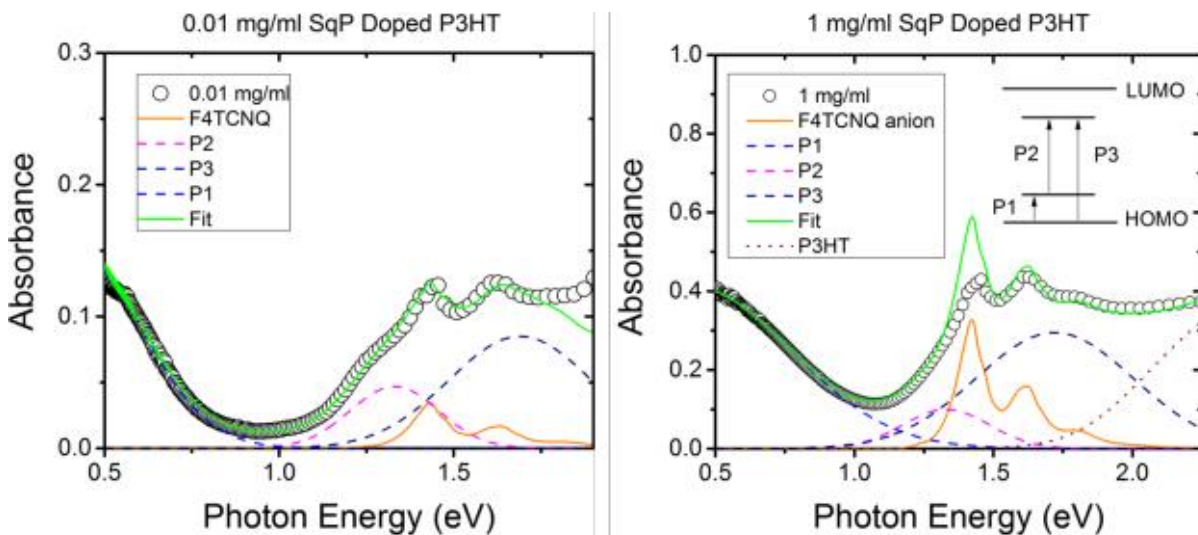 0.01 mg/ml SqP Doped P3HT
0.3
0.2
0.1
0.0
Absorbance
0.01 mg/ml
F4TCNQ
P2
P3
P1
Fit
0.5
1.0
1.5
Photon Energy (eV)
1 mg/ml SqP Doped P3HT
1.0
0.8
0.6
0.4
0.2
0.0
Absorbance
1 mg/ml
F4TCNQ anion
P1
P2
P3
Fit
P3HT
LUMO
P2
P3
P1
HOMO
0.5
1.0
1.5
2.0
Photon Energy (eV)